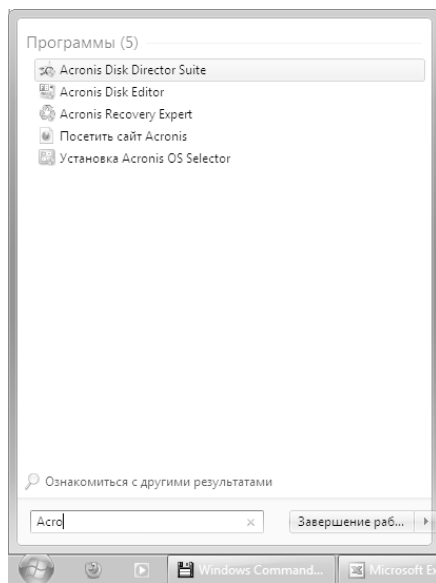 Программы (5)
Acronis Disk Director Suite
Acronis Disk Editor
Acronis Recovery Expert
Посетить сайт Acronis
Установка Acronis OS Selector
Ознакомиться с другими результатами
Acro
Завершение раб...
Windows Command... Microsoft Ex